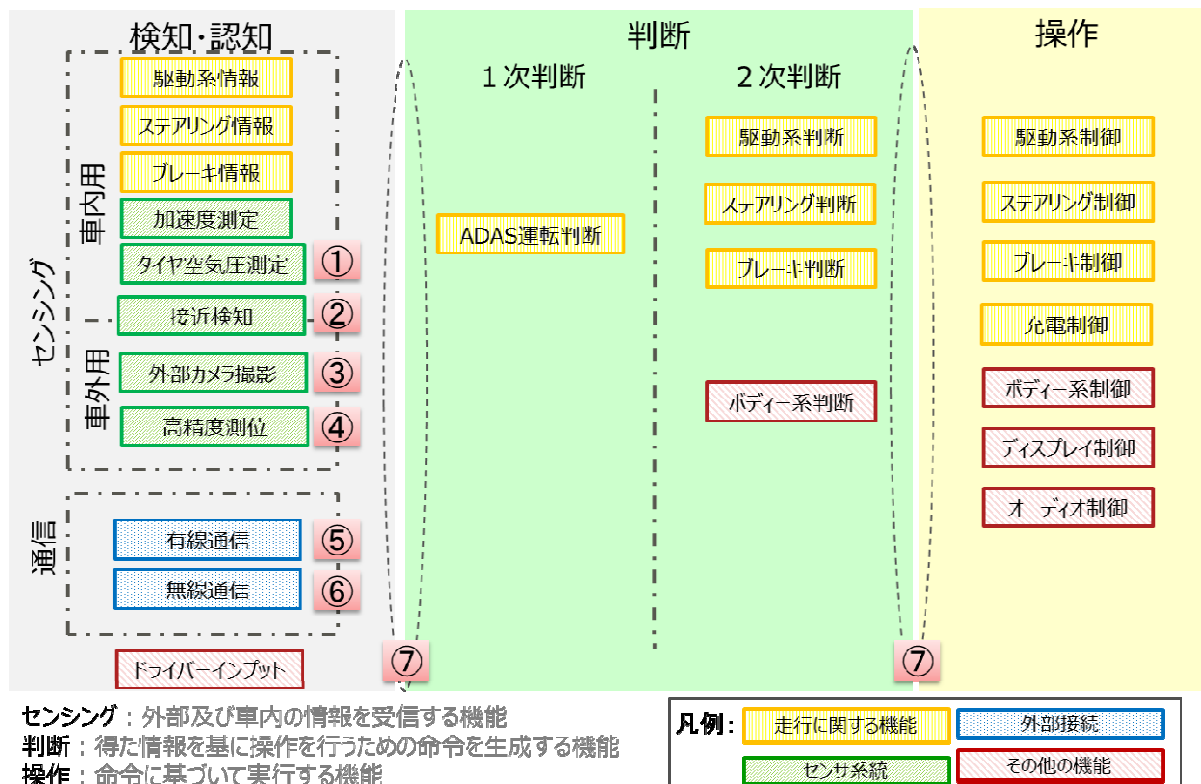 検知・認知
判断
操作
1次判断
2次判断
センシング
車内用
駆動系情報
ステアリング情報
ブレーキ情報
加速度測定
タイヤ空気圧測定
①
接近検知
②
車外用
外部カメラ撮影
③
高精度測位
④
通信
有線通信
⑤
無線通信
⑥
ドライバーインプット
⑦
ADAS運転判断
駆動系判断
ステアリング判断
ブレーキ判断
ボディー系判断
⑦
駆動系制御
ステアリング制御
ブレーキ制御
充電制御
ボディー系制御
ディスプレイ制御
オーディオ制御
センシング：外部及び車内の情報を受信する機能
判断：得た情報を基に操作を行うための命令を生成する機能
操作：命令に基づいて実行する機能
凡例：
走行に関する機能
外部接続
センサ系統
その他の機能